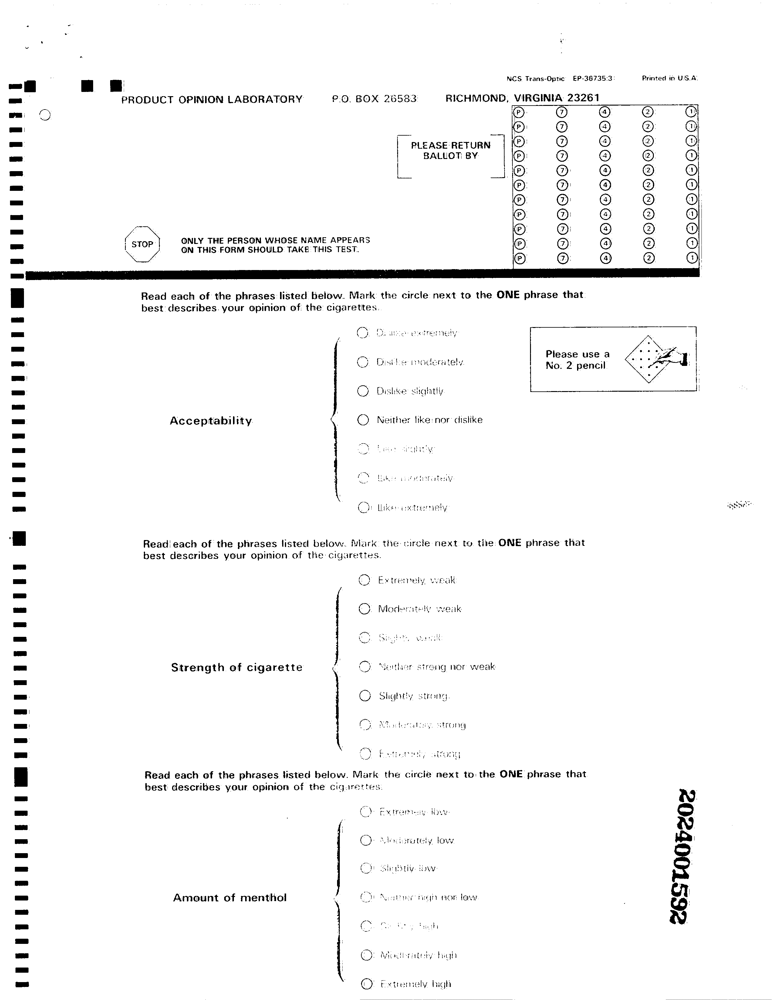 NCS Trans-Optic EP-36735:3 Printed in U.S.A.
PRODUCT OPINION LABORATORY P.O. BOX 26583 RICHMOND, VIRGINIA 23261
P 7 4 2 1
P 7 4 2 1
P 7 4 2 1
P 7 4 2 1
P 7 4 2 1
P 7 4 2 1
P 7 4 2 1
P 7 4 2 1
P 7 4 2 1
P 7 4 2 1
P 7 4 2 1
PLEASE RETURN
BALLOT BY
STOP
ONLY THE PERSON WHOSE NAME APPEARS
ON THIS FORM SHOULD TAKE THIS TEST.
Read each of the phrases listed below. Mark the circle next to the ONE phrase that
best describes your opinion of the cigarettes.
Please use a
No. 2 pencil
Acceptability
Dislike extremely
Dislike moderately
Dislike slightly
Neither like nor dislike
Like slightly
Like moderately
Like extremely
Read each of the phrases listed below. Mark the circle next to the ONE phrase that
best describes your opinion of the cigarettes.
Strength of cigarette
Extremely weak
Moderately weak
Slightly weak
Neither strong nor weak
Slightly strong
Moderately strong
Extremely strong
Read each of the phrases listed below. Mark the circle next to the ONE phrase that
best describes your opinion of the cigarettes.
Amount of menthol
Extremely low
Moderately low
Slightly low
Neither high nor low
Slightly high
Moderately high
Extremely high
2024001592